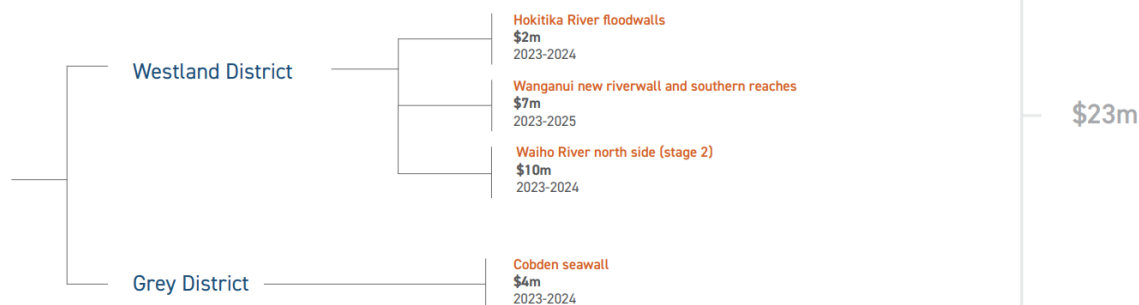 Westland District
Hokitika River floodwalls
$2m
2023-2024
Wanganui new riverwall and southern reaches
$7m
2023-2025
Waiho River north side (stage 2)
$10m
2023-2024
$23m
Grey District
Cobden seawall
$4m
2023-2024